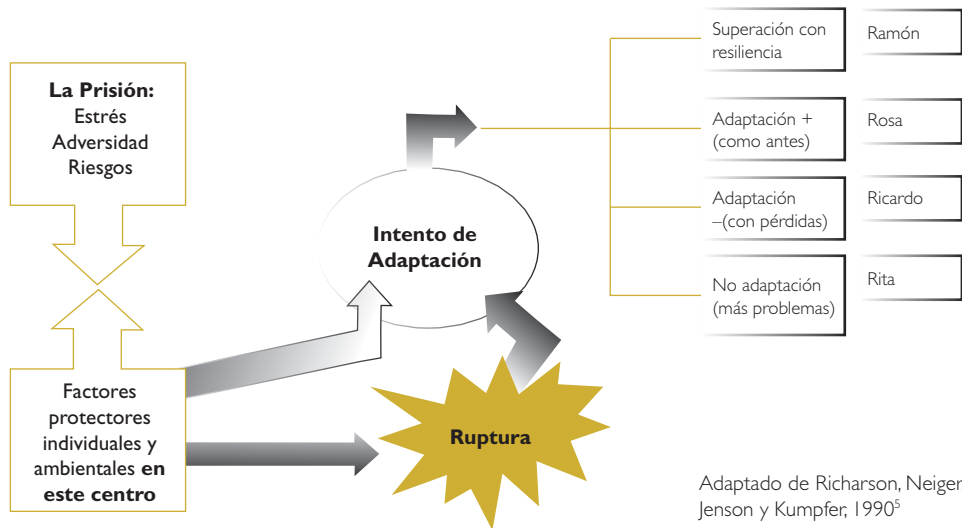 La Prisión:
Estrés
Adversidad
Riesgos
Factores
protectores
individuales y
ambientales en
este centro
Intento de
Adaptación
Ruptura
Superación con
resiliencia
Ramón
Adaptación +
(como antes)
Rosa
Adaptación
–(con pérdidas)
Ricardo
No adaptación
(más problemas)
Rita
Adaptado de Richarson, Neiger
Jenson y Kumpfer, 1990⁵